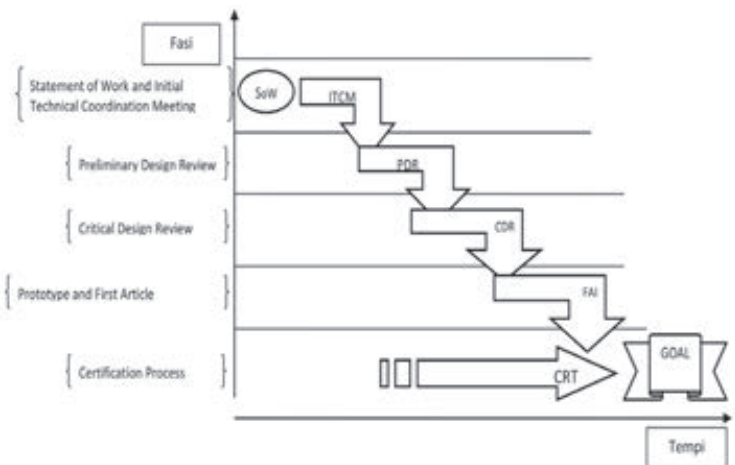 Fasi
Statement of Work and Initial
Technical Coordination Meeting
SoW
ITCM
Preliminary Design Review
PDR
Critical Design Review
CDR
Prototype and First Article
FAI
Certification Process
CRT
GOAL
Tempi